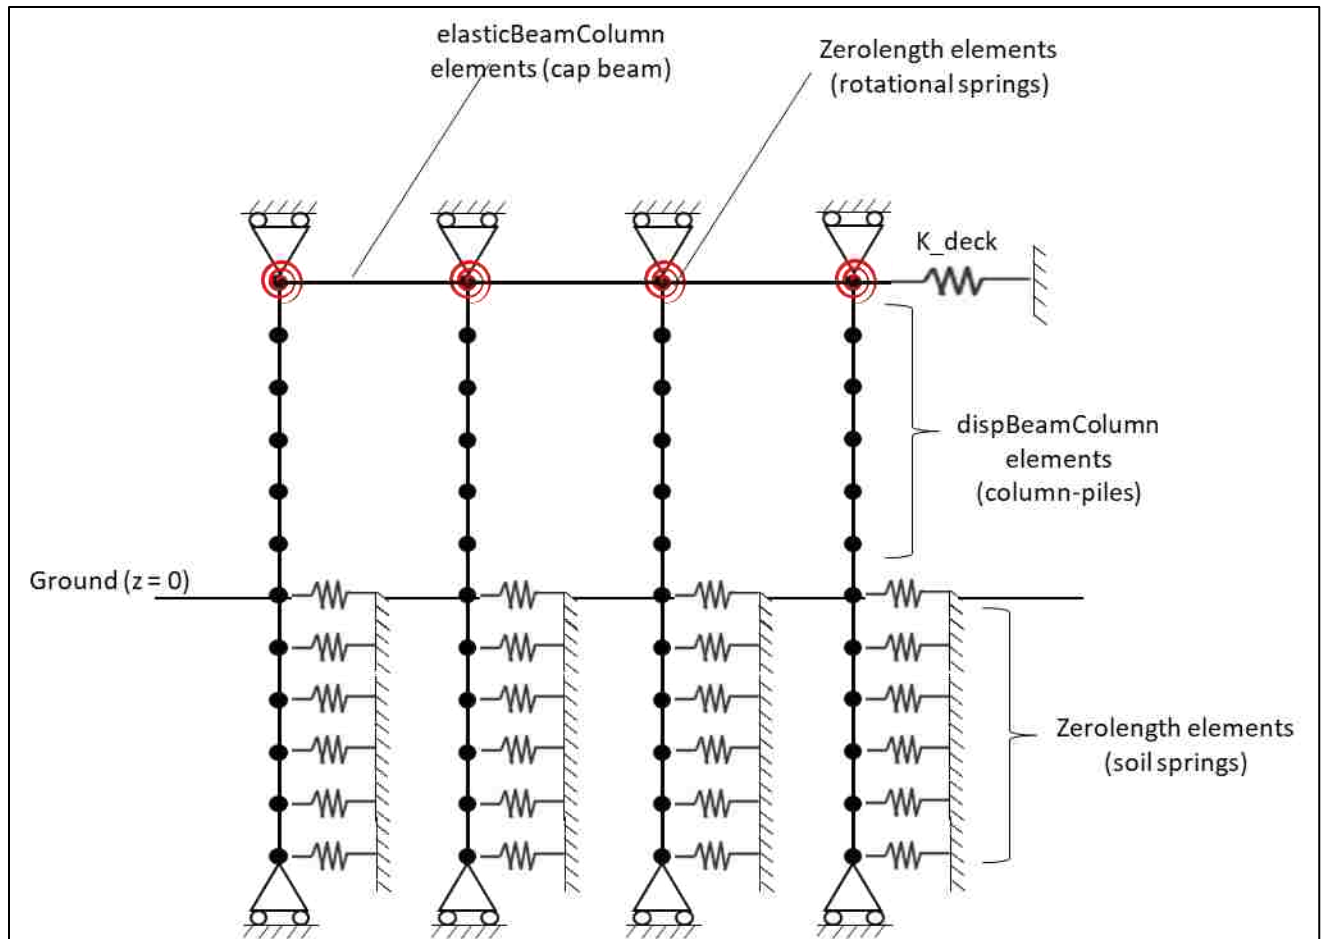 elasticBeamColumn
elements (cap beam)
Zerolength elements
(rotational springs)
K_deck
dispBeamColumn
elements
(column-piles)
Ground (z = 0)
Zerolength elements
(soil springs)